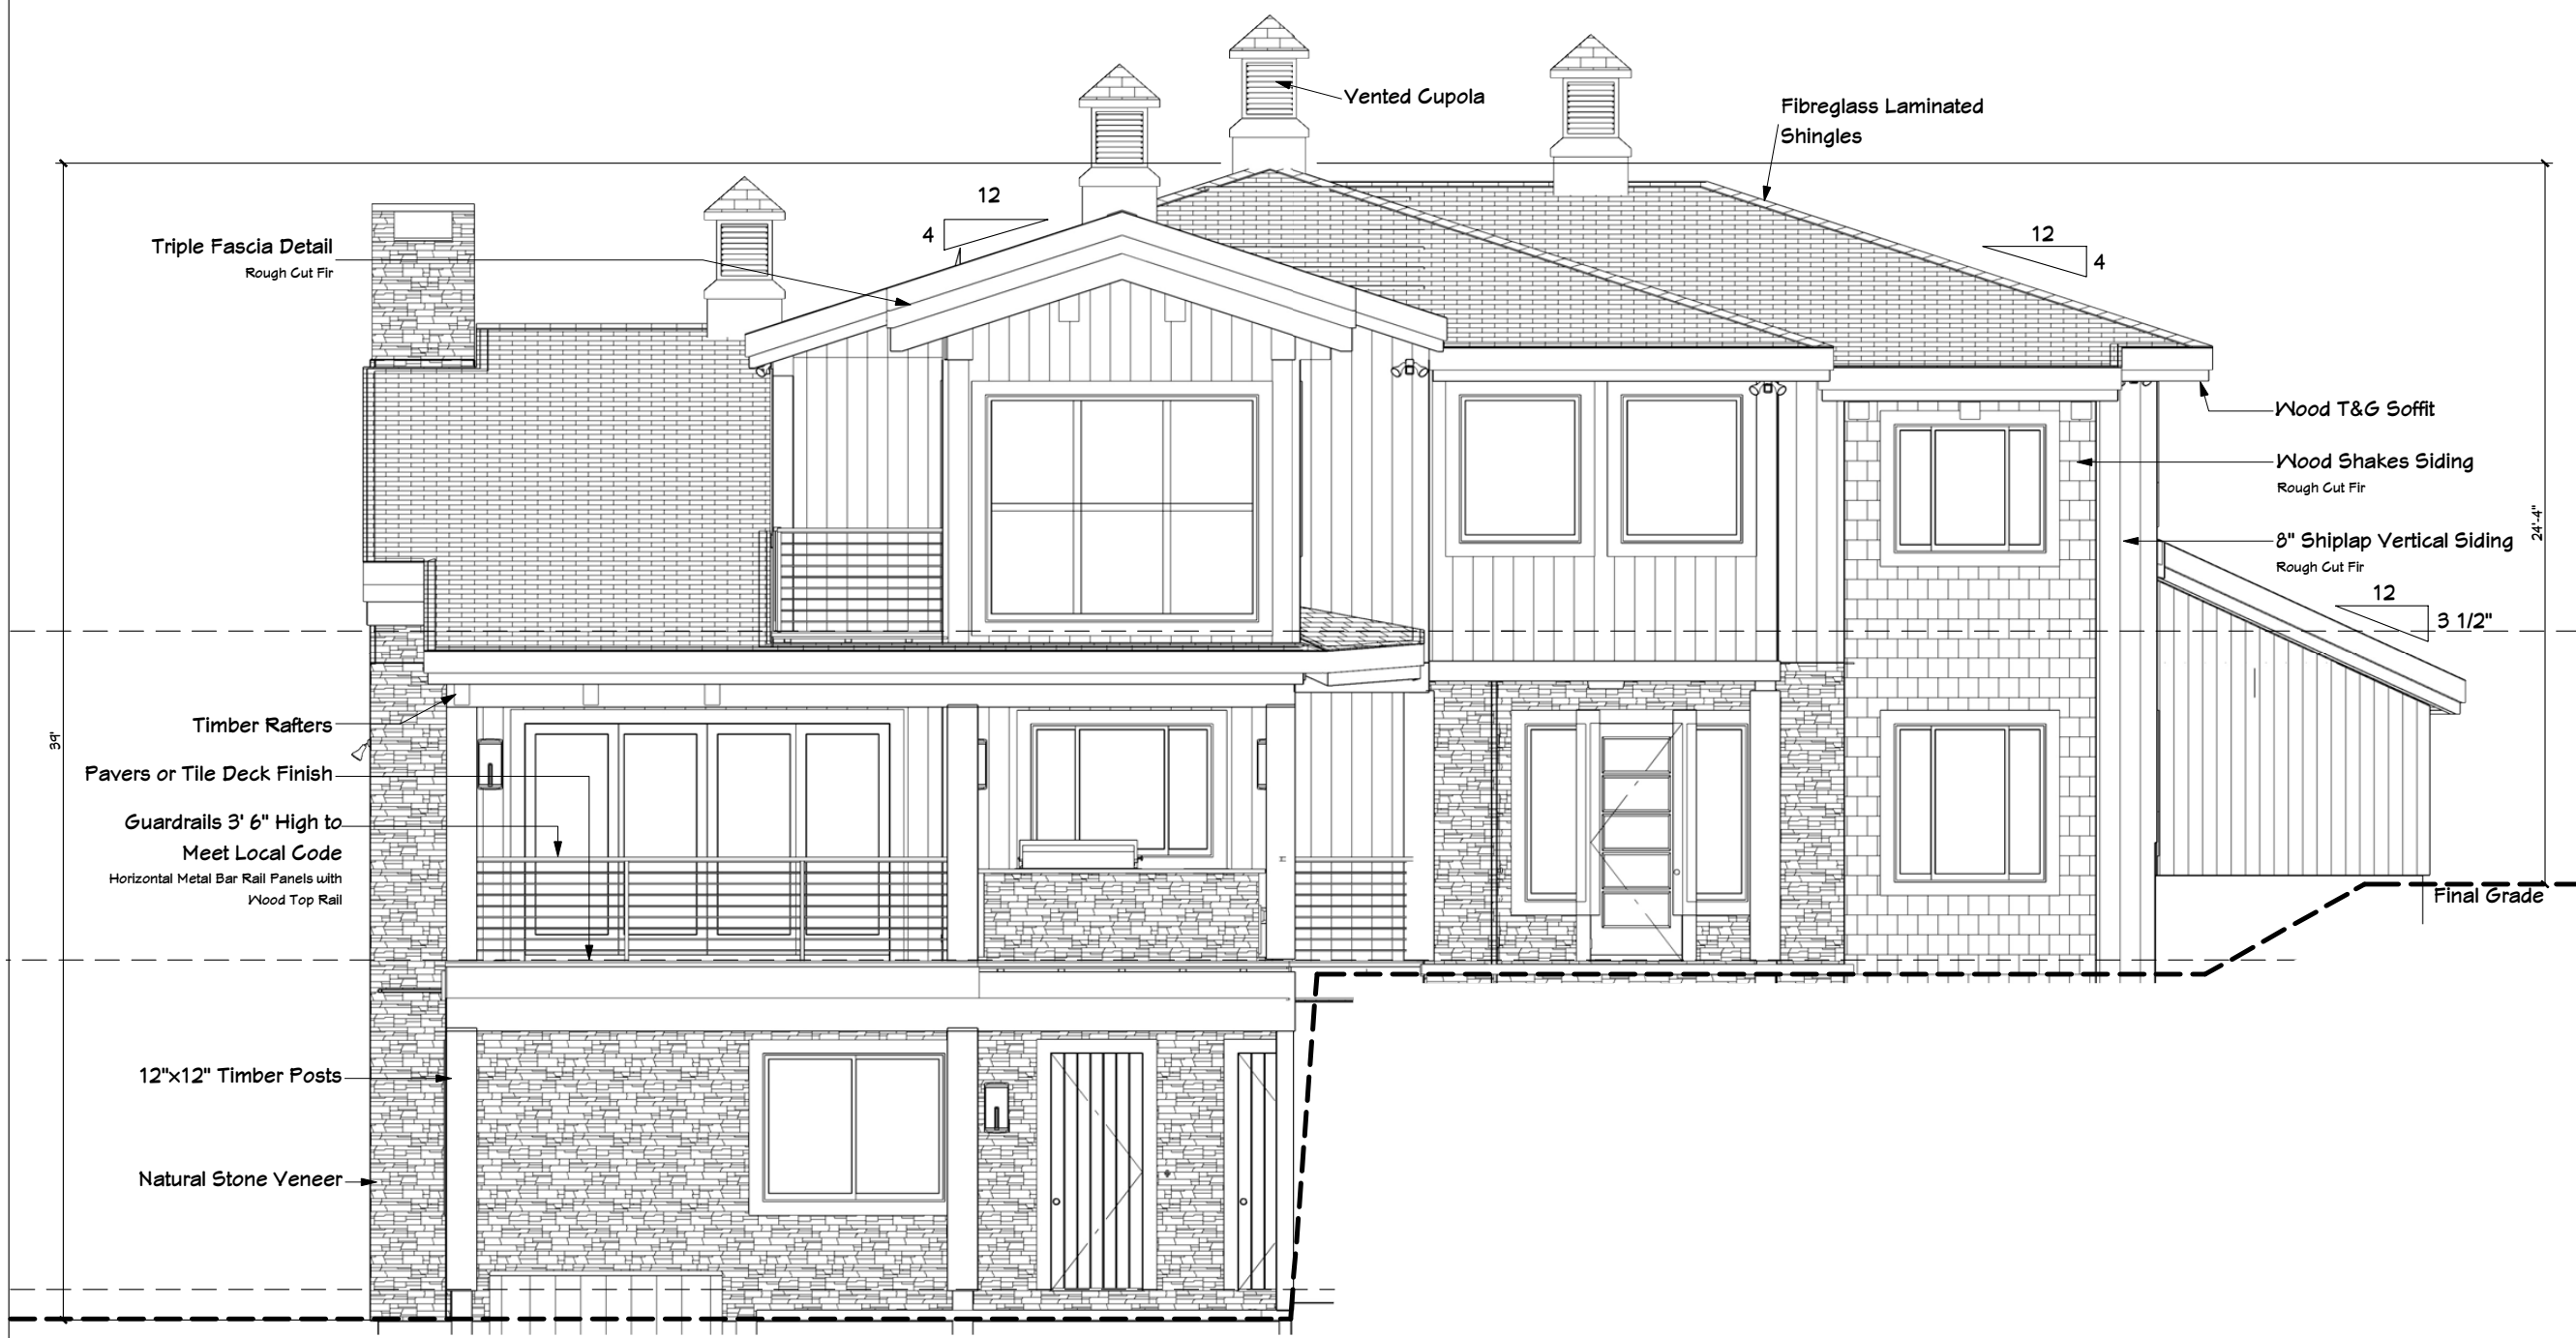 Vented Cupola
Fibreglass Laminated
Shingles
12
4
Triple Fascia Detail
Rough Cut Fir
12
4
Wood T&G Soffit
Wood Shakes Siding
Rough Cut Fir
24'-4"
8" Shiplap Vertical Siding
Rough Cut Fir
12
3 1/2"
Timber Rafters
39'
Pavers or Tile Deck Finish
Guardrails 3' 6" High to
Meet Local Code
Horizontal Metal Bar Rail Panels with
Wood Top Rail
Final Grade
12"x12" Timber Posts
Natural Stone Veneer